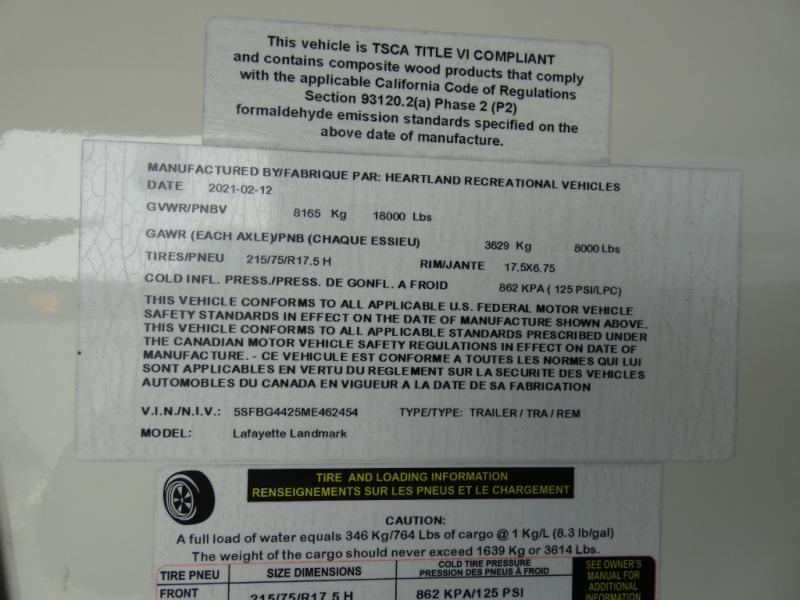 This vehicle is TSCA TITLE VI COMPLIANT
and contains composite wood products that comply
with the applicable California Code of Regulations
Section 93120.2(a) Phase 2 (P2)
formaldehyde emission standards specified on the
above date of manufacture.
MANUFACTURED BY/FABRIQUE PAR: HEARTLAND RECREATIONAL VEHICLES
DATE 2021-02-12
GVWR/PNBV 8165 Kg 18000 Lbs
GAWR (EACH AXLE)/PNB (CHAQUE ESSIEU) 3629 Kg 8000 Lbs
TIRES/PNEU 215/75/R17.5 H RIM/JANTE 17.5X6.75
COLD INFL. PRESS./PRESS. DE GONFL. A FROID 862 KPA ( 125 PSI/LPC)
THIS VEHICLE CONFORMS TO ALL APPLICABLE U.S. FEDERAL MOTOR VEHICLE
SAFETY STANDARDS IN EFFECT ON THE DATE OF MANUFACTURE SHOWN ABOVE.
THIS VEHICLE CONFORMS TO ALL APPLICABLE STANDARDS PRESCRIBED UNDER
THE CANADIAN MOTOR VEHICLE SAFETY REGULATIONS IN EFFECT ON DATE OF
MANUFACTURE. - CE VEHICULE EST CONFORME A TOUTES LES NORMES QUI LUI
SONT APPLICABLES EN VERTU DU REGLEMENT SUR LA SECURITE DES VEHICLES
AUTOMOBLES DU CANADA EN VIGUEUR A LA DATE DE SA FABRICATION
V.I.N./N.I.V.: 5SFBG4425ME462454 TYPE/TYPE: TRAILER / TRA / REM
MODEL: Lafayette Landmark
TIRE AND LOADING INFORMATION
RENSEIGNEMENTS SUR LES PNEUS ET LE CHARGEMENT
CAUTION:
A full load of water equals 346 Kg/764 Lbs of cargo @ 1 Kg/L (8.3 lb/gal)
The weight of the cargo should never exceed 1639 Kg or 3614 Lbs.
TIRE PNEU SIZE DIMENSIONS COLD TIRE PRESSURE
PRESSION DES PNEUS À FROID
SEE OWNER'S
MANUAL FOR
ADDITIONAL
INFORMATION
FRONT 215/75/R17.5 H 862 KPA/125 PSI